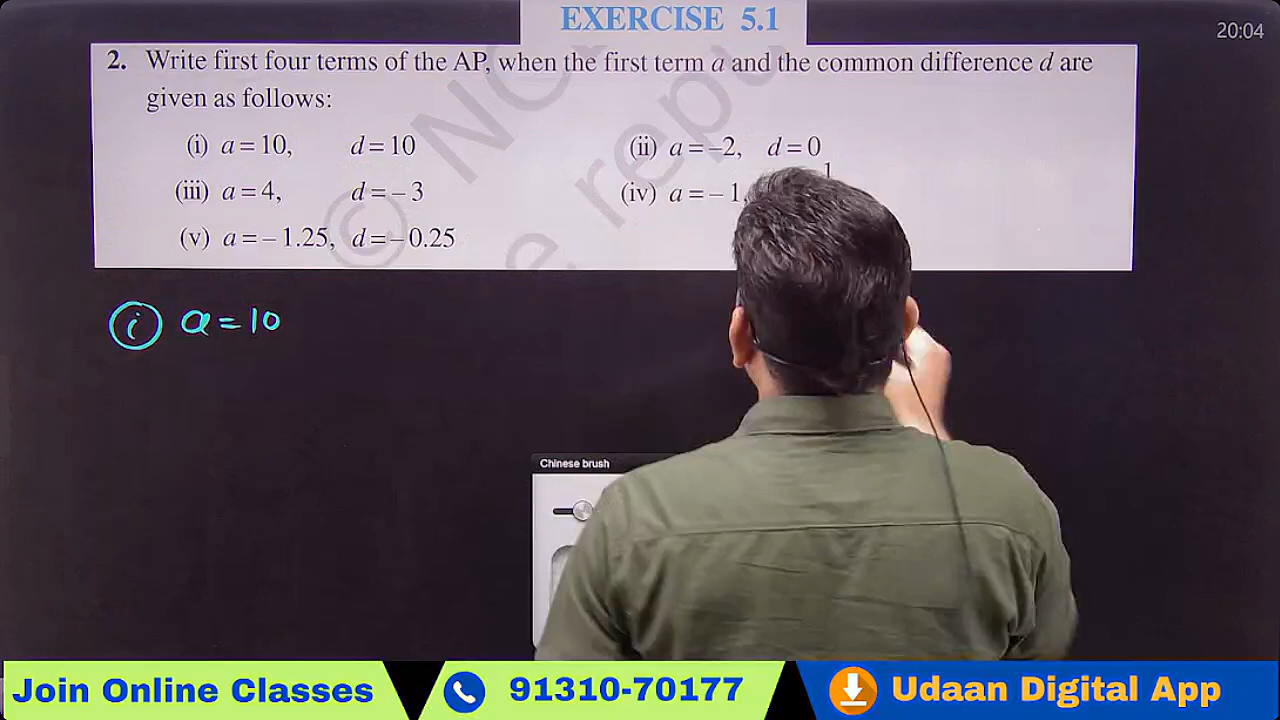 EXERCISE 5.1
20:04
2. Write first four terms of the AP, when the first term a and the common difference d are
given as follows:
(i) a = 10, d = 10 (ii) a = –2, d = 0
(iii) a = 4, d = – 3 (iv) a = – 1, 1
(v) a = – 1.25, d = – 0.25
i a = 10
Chinese brush
Join Online Classes 91310-70177 Udaan Digital App